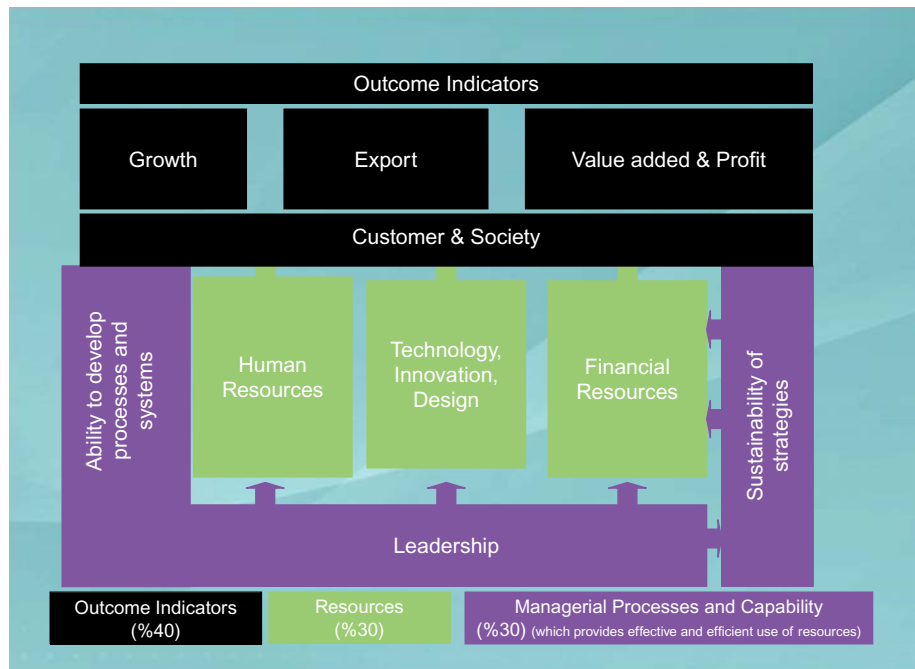 Outcome Indicators
Growth
Export
Value added & Profit
Customer & Society
Ability to develop
processes and
systems
Human
Resources
Technology,
Innovation,
Design
Financial
Resources
Sustainability of
strategies
Leadership
Outcome Indicators
(%40)
Resources
(%30)
Managerial Processes and Capability
(%30) (which provides effective and efficient use of resources)